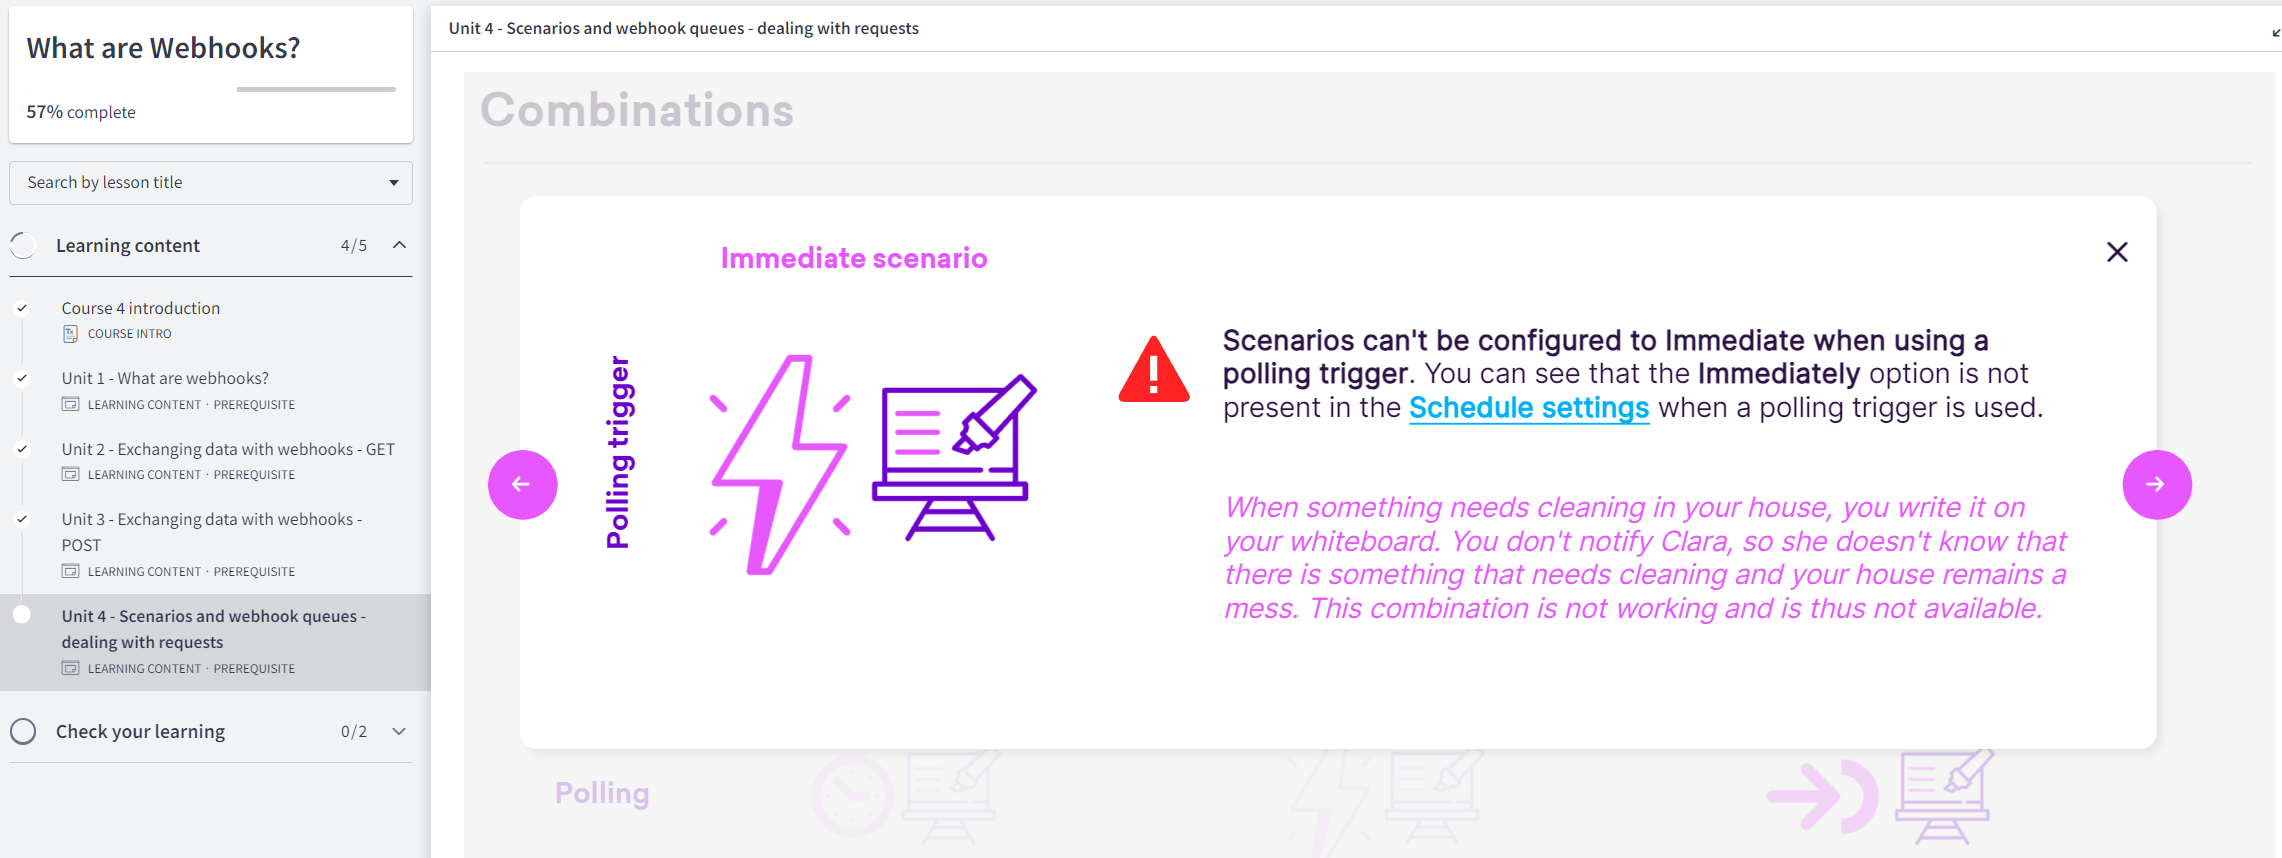 What are Webhooks?
57% complete
Search by lesson title
Learning content 4/5
Course 4 introduction
COURSE INTRO
Unit 1 - What are webhooks?
LEARNING CONTENT · PREREQUISITE
Unit 2 - Exchanging data with webhooks - GET
LEARNING CONTENT · PREREQUISITE
Unit 3 - Exchanging data with webhooks -
POST
LEARNING CONTENT · PREREQUISITE
Unit 4 - Scenarios and webhook queues -
dealing with requests
LEARNING CONTENT · PREREQUISITE
Check your learning 0/2
Unit 4 - Scenarios and webhook queues - dealing with requests
Combinations
Immediate scenario
Polling trigger
Scenarios can't be configured to Immediate when using a
polling trigger. You can see that the Immediately option is not
present in the Schedule settings when a polling trigger is used.
When something needs cleaning in your house, you write it on
your whiteboard. You don't notify Clara, so she doesn't know that
there is something that needs cleaning and your house remains a
mess. This combination is not working and is thus not available.
Polling